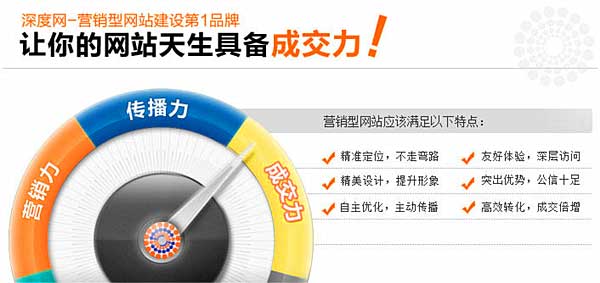 深度网-营销型网站建设第1品牌
让你的网站天生具备成交力!
营销力
传播力
成交力
营销型网站应该满足以下特点:
精准定位,不走弯路
友好体验,深层访问
精美设计,提升形象
突出优势,公信十足
自主优化,主动传播
高效转化,成交倍增